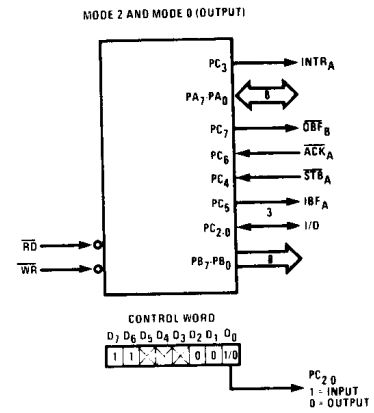 MODE 2 AND MODE 0 (OUTPUT)
PC3 INTRA
PA7-PA0 8
PC7 OBFB
PC6 ACKA
PC4 STBA
PC5 IBFA
3
PC2-0 I/O
RD
PB7-PB0 8
WR
CONTROL WORD
D7 D6 D5 D4 D3 D2 D1 D0
1 1 0 0 1/0
PC2 0
1 = INPUT
0 = OUTPUT